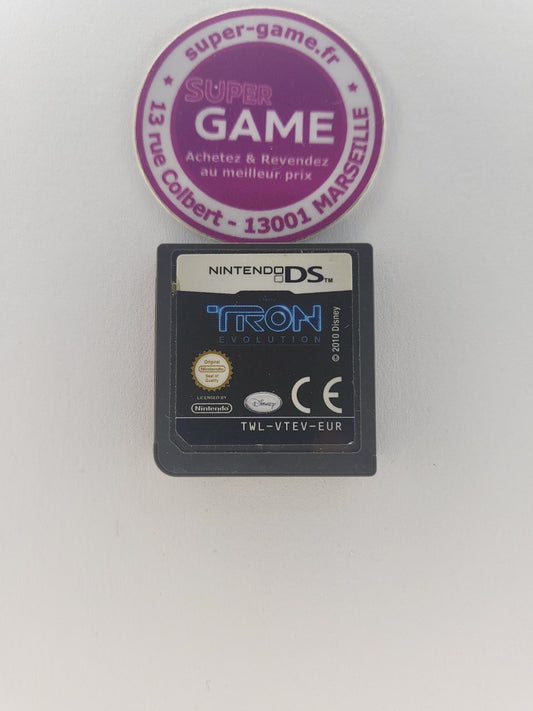 super-game.fr
SUPER
GAME
Achetez & Revendez
au meilleur prix
★ 13 rue Colbert - 13001 MARSEILLE ★
NINTENDO DS™
TRON
EVOLUTION
© 2010 Disney
Original
Nintendo
Seal of
Quality
LICENSED BY
Nintendo
Disney
CE
TWL-VTEV-EUR